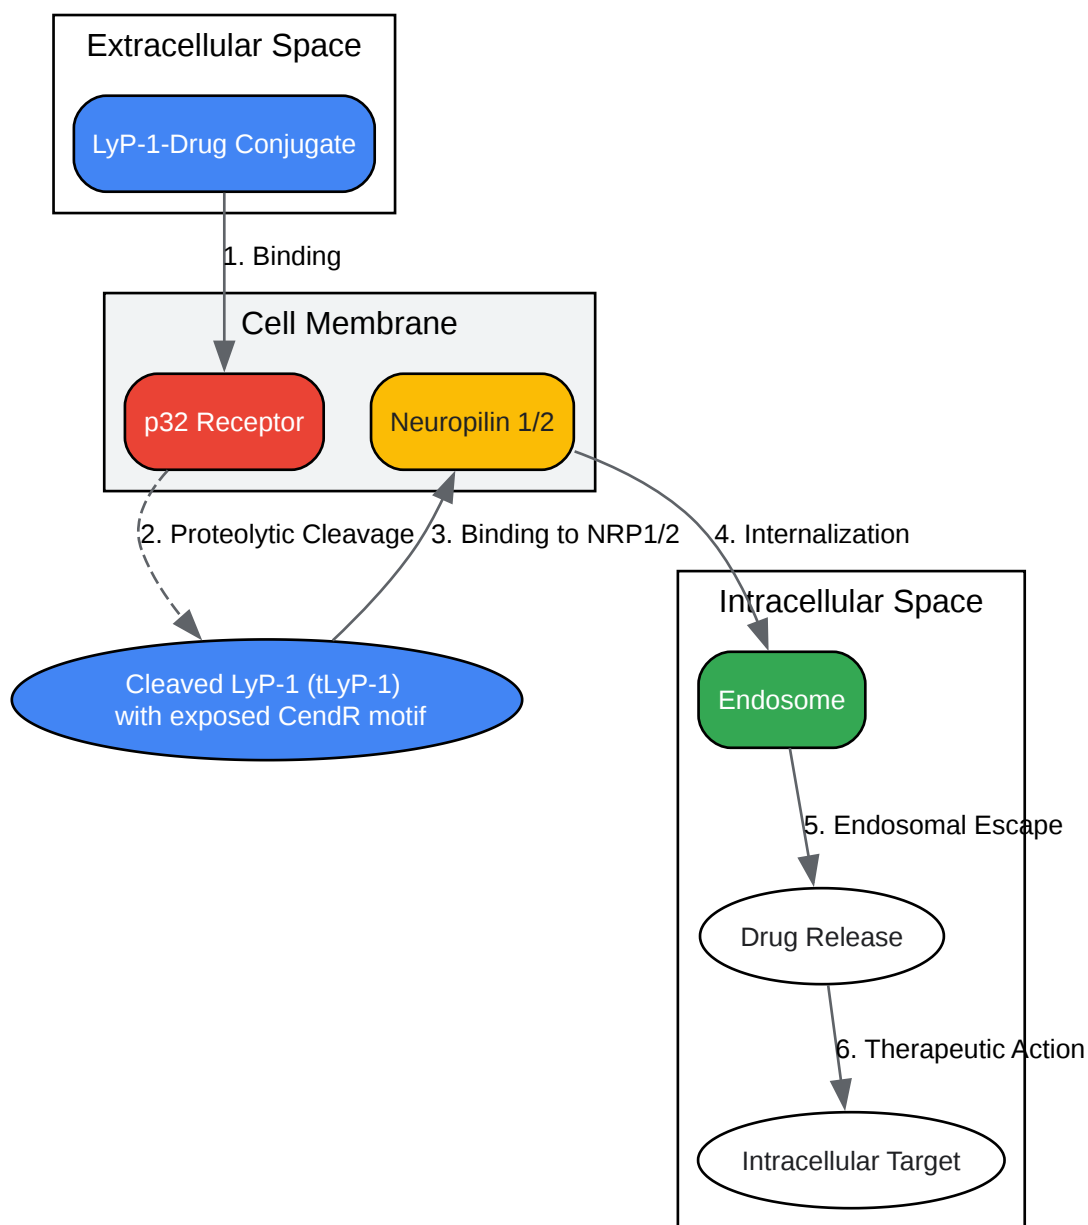 Extracellular Space
LyP-1-Drug Conjugate
1. Binding
Cell Membrane
p32 Receptor
Neuropilin 1/2
2. Proteolytic Cleavage
3. Binding to NRP1/2
4. Internalization
Intracellular Space
Cleaved LyP-1 (tLyP-1)
with exposed CendR motif
Endosome
5. Endosomal Escape
Drug Release
6. Therapeutic Action
Intracellular Target